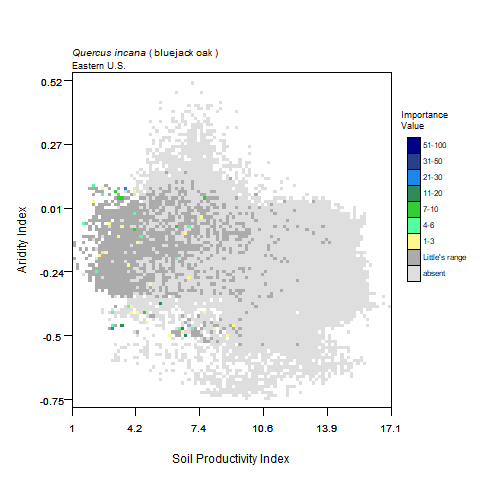 Quercus incana ( bluejack oak )
Eastern U.S.
Importance
Value
51-100
31-50
21-30
11-20
7-10
4-6
1-3
Little's range
absent
Aridity Index
0.52
0.27
0.01
-0.24
-0.5
-0.75
1 4.2 7.4 10.6 13.9 17.1
Soil Productivity Index